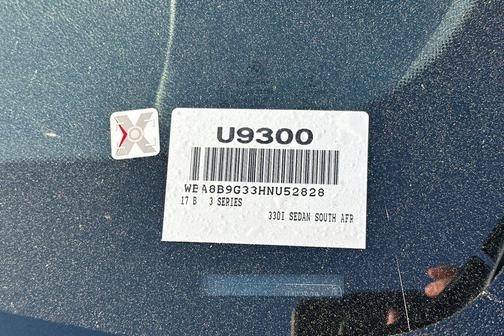 U9300
WBA8B9G33HNU52828
17 B 3 SERIES
330I SEDAN SOUTH AFR